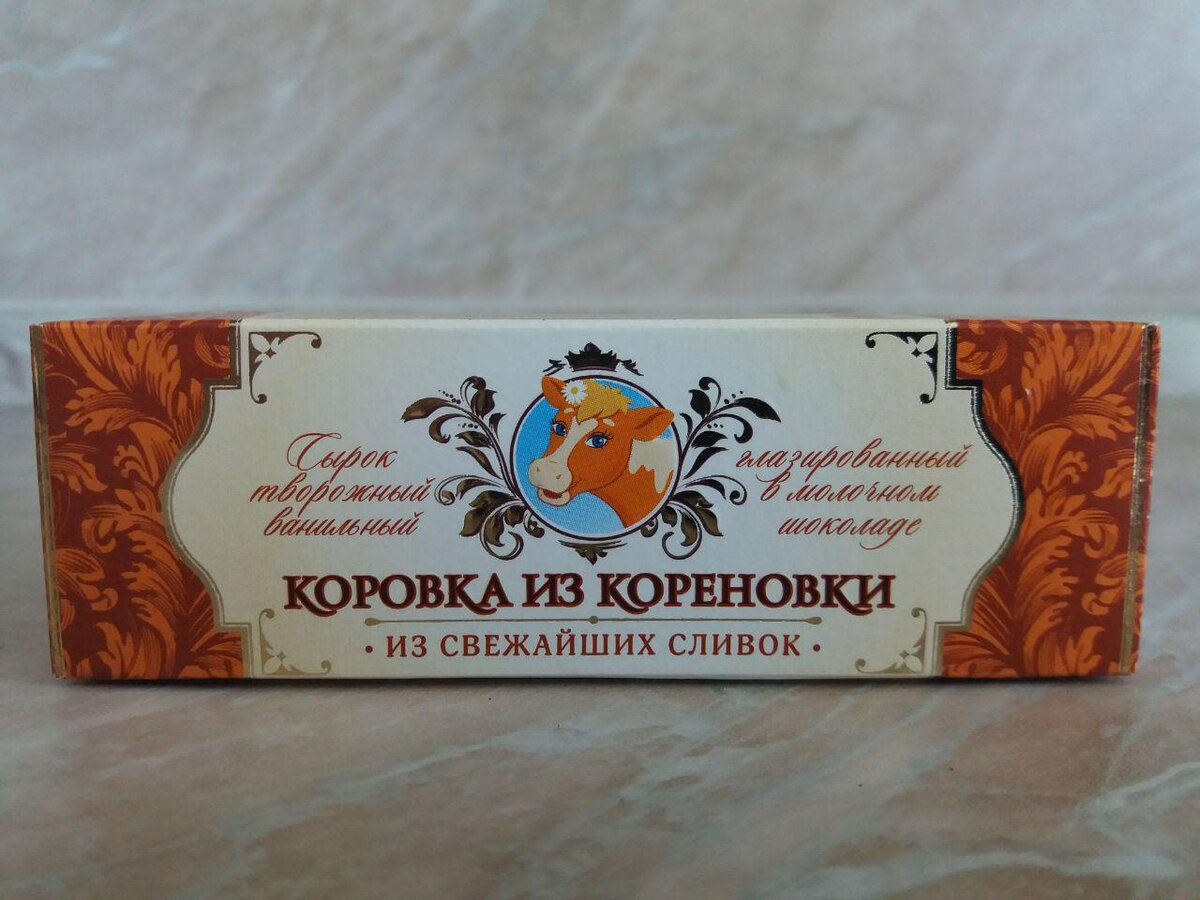 Сырок
творожный
ванильный
глазированный
в молочном
шоколаде
КОРОВКА ИЗ КОРЕНОВКИ
• ИЗ СВЕЖАЙШИХ СЛИВОК •